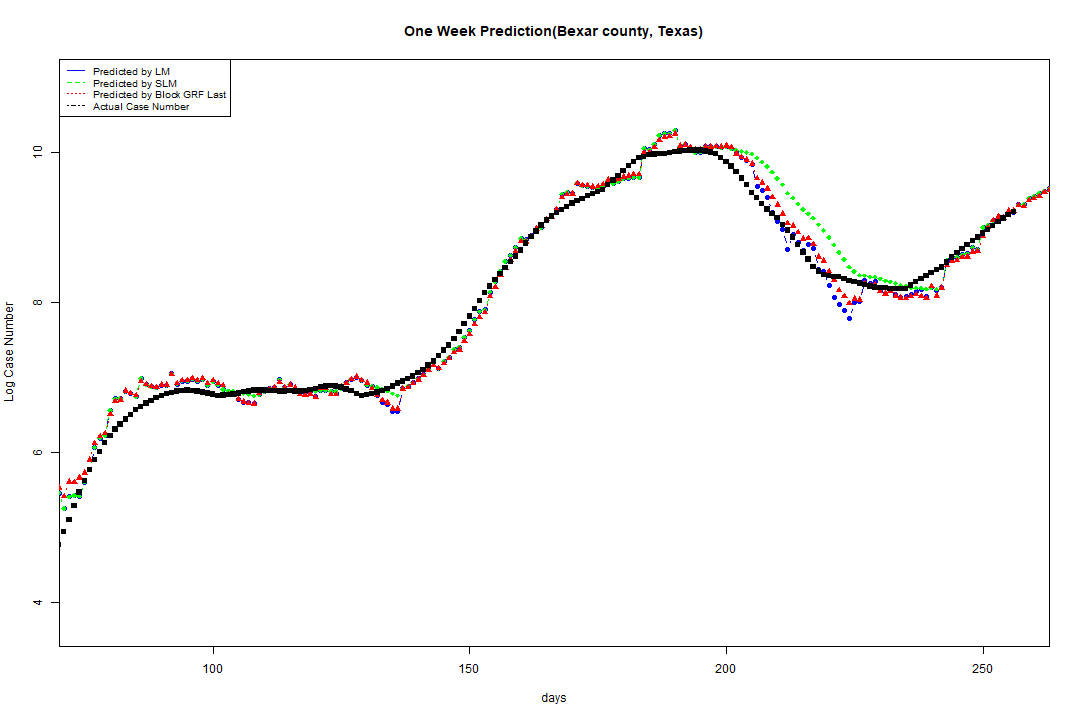 One Week Prediction(Bexar county, Texas)
Predicted by LM
Predicted by SLM
Predicted by Block GRF Last
Actual Case Number
10
8
6
4
Log Case Number
100
150
200
250
days